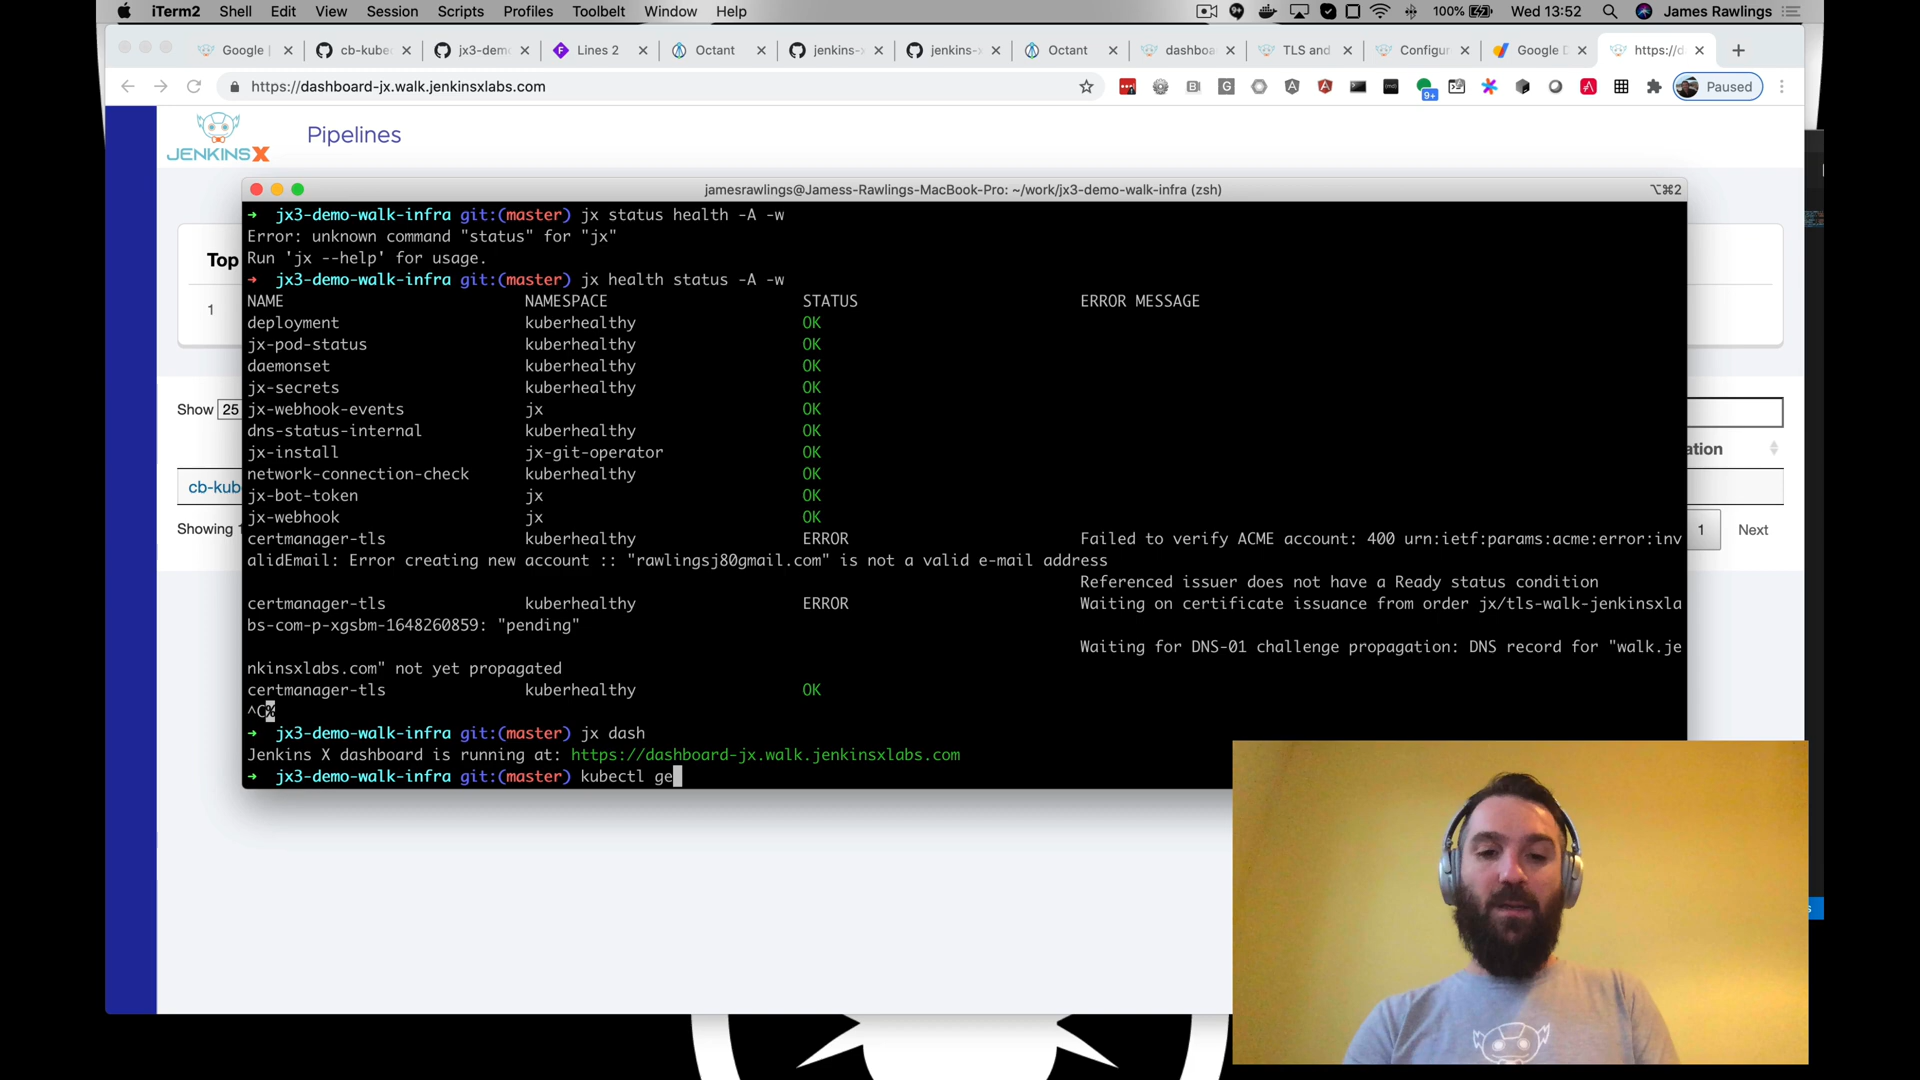 iTerm2 Shell Edit View Session Scripts Profiles Toolbelt Window Help 100% Wed 13:52 James Rawlings
Google cb-kubec jx3-demo Lines 2 Octant jenkins-x jenkins-x Octant dashboa TLS and Configur Google D https://d
https://dashboard-jx.walk.jenkinsxlabs.com 9+ Paused
JENKINS X Pipelines
jamesrawlings@Jamess-Rawlings-MacBook-Pro: ~/work/jx3-demo-walk-infra (zsh) ⌥⌘2
➜ jx3-demo-walk-infra git:(master) jx status health -A -w
Error: unknown command "status" for "jx"
Run 'jx --help' for usage.
➜ jx3-demo-walk-infra git:(master) jx health status -A -w
NAME NAMESPACE STATUS ERROR MESSAGE
deployment kuberhealthy OK
jx-pod-status kuberhealthy OK
daemonset kuberhealthy OK
jx-secrets kuberhealthy OK
jx-webhook-events jx OK
dns-status-internal kuberhealthy OK
jx-install jx-git-operator OK
network-connection-check kuberhealthy OK
jx-bot-token jx OK
jx-webhook jx OK
certmanager-tls kuberhealthy ERROR Failed to verify ACME account: 400 urn:ietf:params:acme:error:inv
alidEmail: Error creating new account :: "rawlingsj80gmail.com" is not a valid e-mail address
Referenced issuer does not have a Ready status condition
certmanager-tls kuberhealthy ERROR Waiting on certificate issuance from order jx/tls-walk-jenkinsxla
bs-com-p-xgsbm-1648260859: "pending"
Waiting for DNS-01 challenge propagation: DNS record for "walk.je
nkinsxlabs.com" not yet propagated
certmanager-tls kuberhealthy OK
^C%
➜ jx3-demo-walk-infra git:(master) jx dash
Jenkins X dashboard is running at: https://dashboard-jx.walk.jenkinsxlabs.com
➜ jx3-demo-walk-infra git:(master) kubectl ge
Top
1
Show 25
ation
cb-kub
Showing 1
1 Next